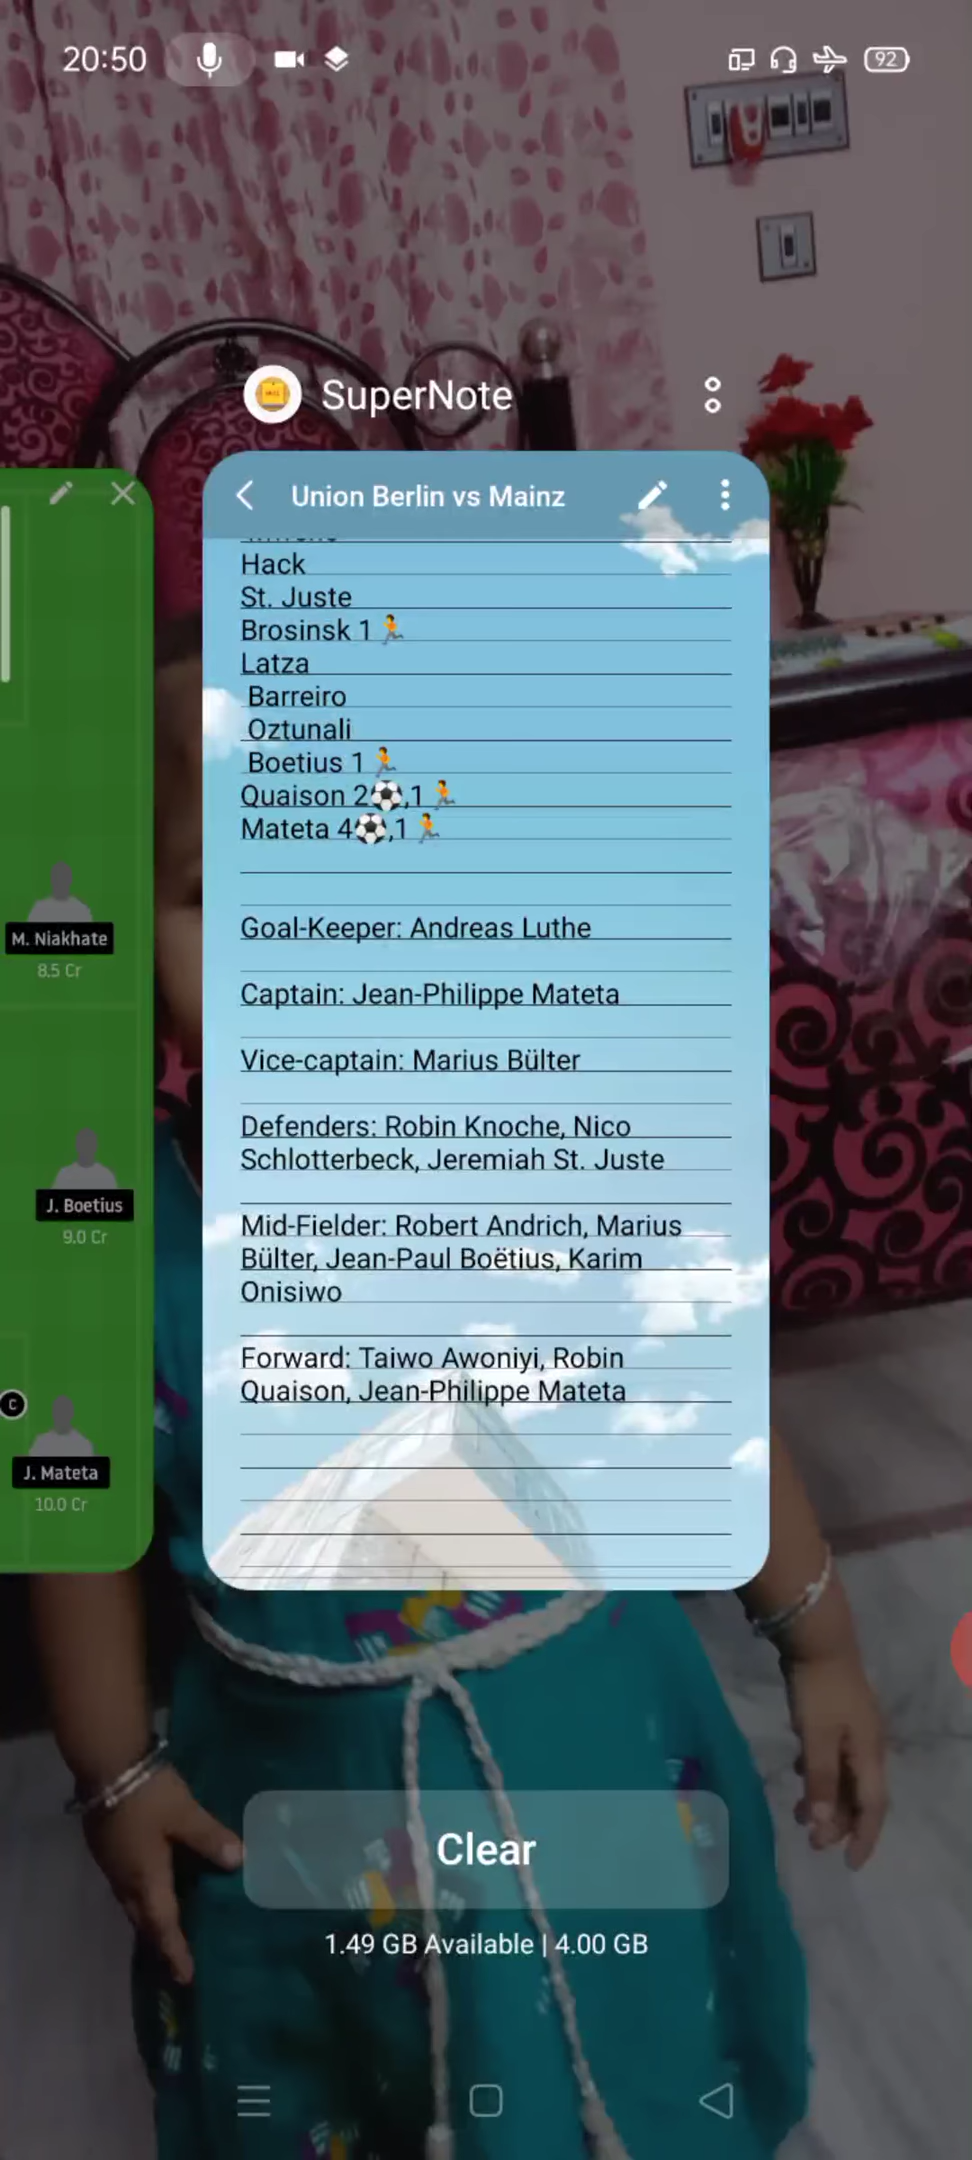 20:50
92
SuperNote
Union Berlin vs Mainz
Hack
St. Juste
Brosinsk 1🏃
Latza
Barreiro
Oztunali
Boetius 1🏃
Quaison 2⚽,1🏃
Mateta 4⚽,1🏃
Goal-Keeper: Andreas Luthe
Captain: Jean-Philippe Mateta
Vice-captain: Marius Bülter
Defenders: Robin Knoche, Nico
Schlotterbeck, Jeremiah St. Juste
Mid-Fielder: Robert Andrich, Marius
Bülter, Jean-Paul Boëtius, Karim
Onisiwo
Forward: Taiwo Awoniyi, Robin
Quaison, Jean-Philippe Mateta
M. Niakhate
8.5 Cr
J. Boetius
9.0 Cr
C
J. Mateta
10.0 Cr
Clear
1.49 GB Available | 4.00 GB